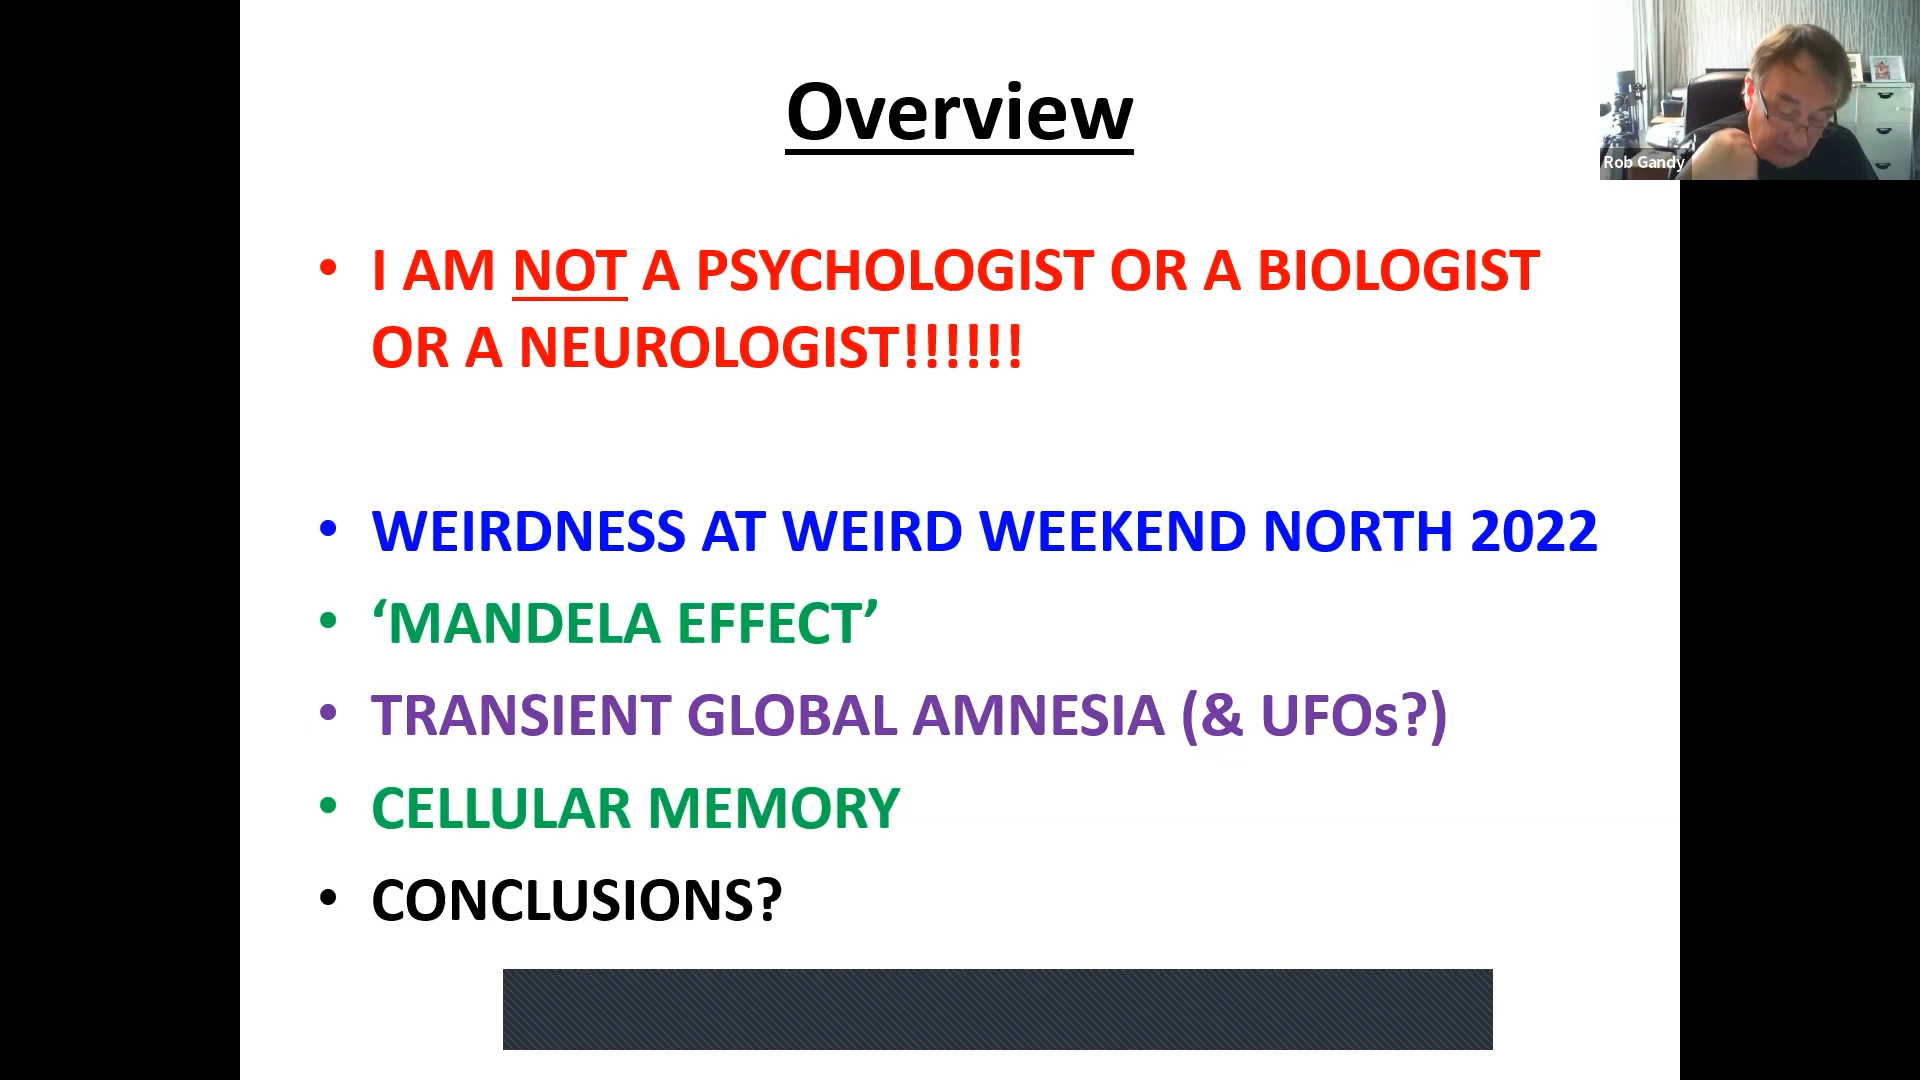 Overview
Rob Gandy
• I AM NOT A PSYCHOLOGIST OR A BIOLOGIST
OR A NEUROLOGIST!!!!!!
• WEIRDNESS AT WEIRD WEEKEND NORTH 2022
• ‘MANDELA EFFECT’
• TRANSIENT GLOBAL AMNESIA (& UFOs?)
• CELLULAR MEMORY
• CONCLUSIONS?